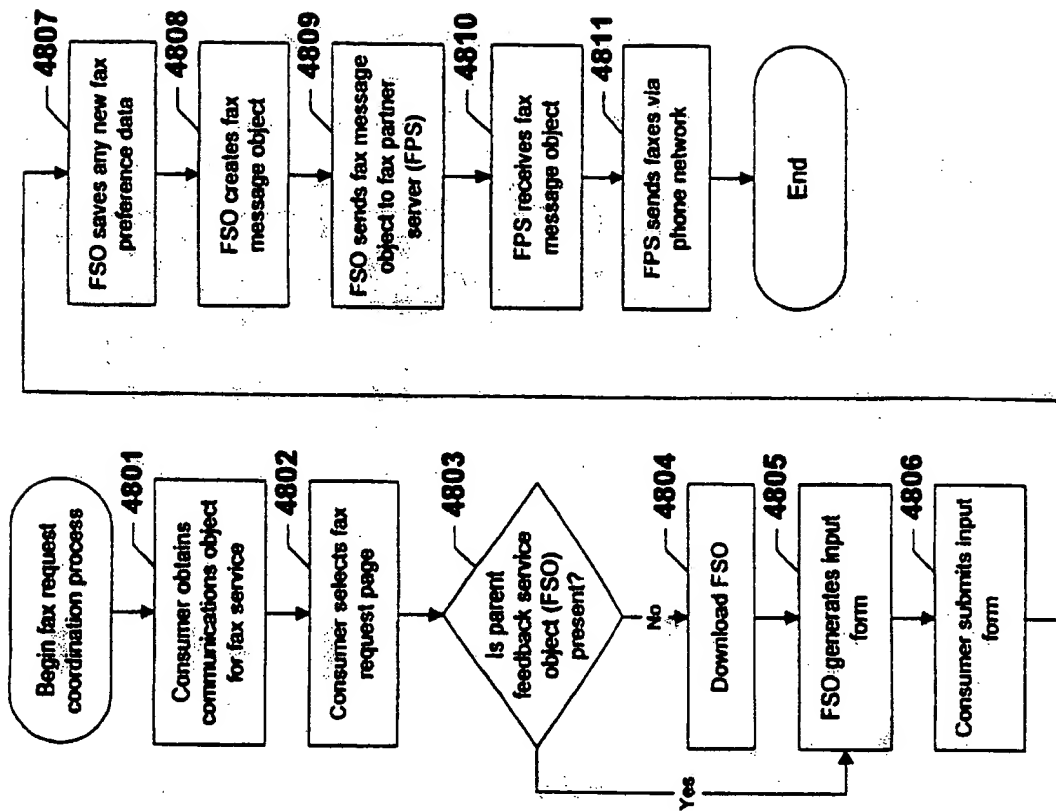 Begin fax request
coordination process
4801
Consumer obtains
communications object
for fax service
4802
Consumer selects fax
request page
4803
Is parent
feedback service
object (FSO)
present?
No
Yes
4804
Download FSO
4805
FSO generates input
form
4806
Consumer submits input
form
4807
FSO saves any new fax
preference data
4808
FSO creates fax
message object
4809
FSO sends fax message
object to fax partner
server (FPS)
4810
FPS receives fax
message object
4811
FPS sends faxes via
phone network
End